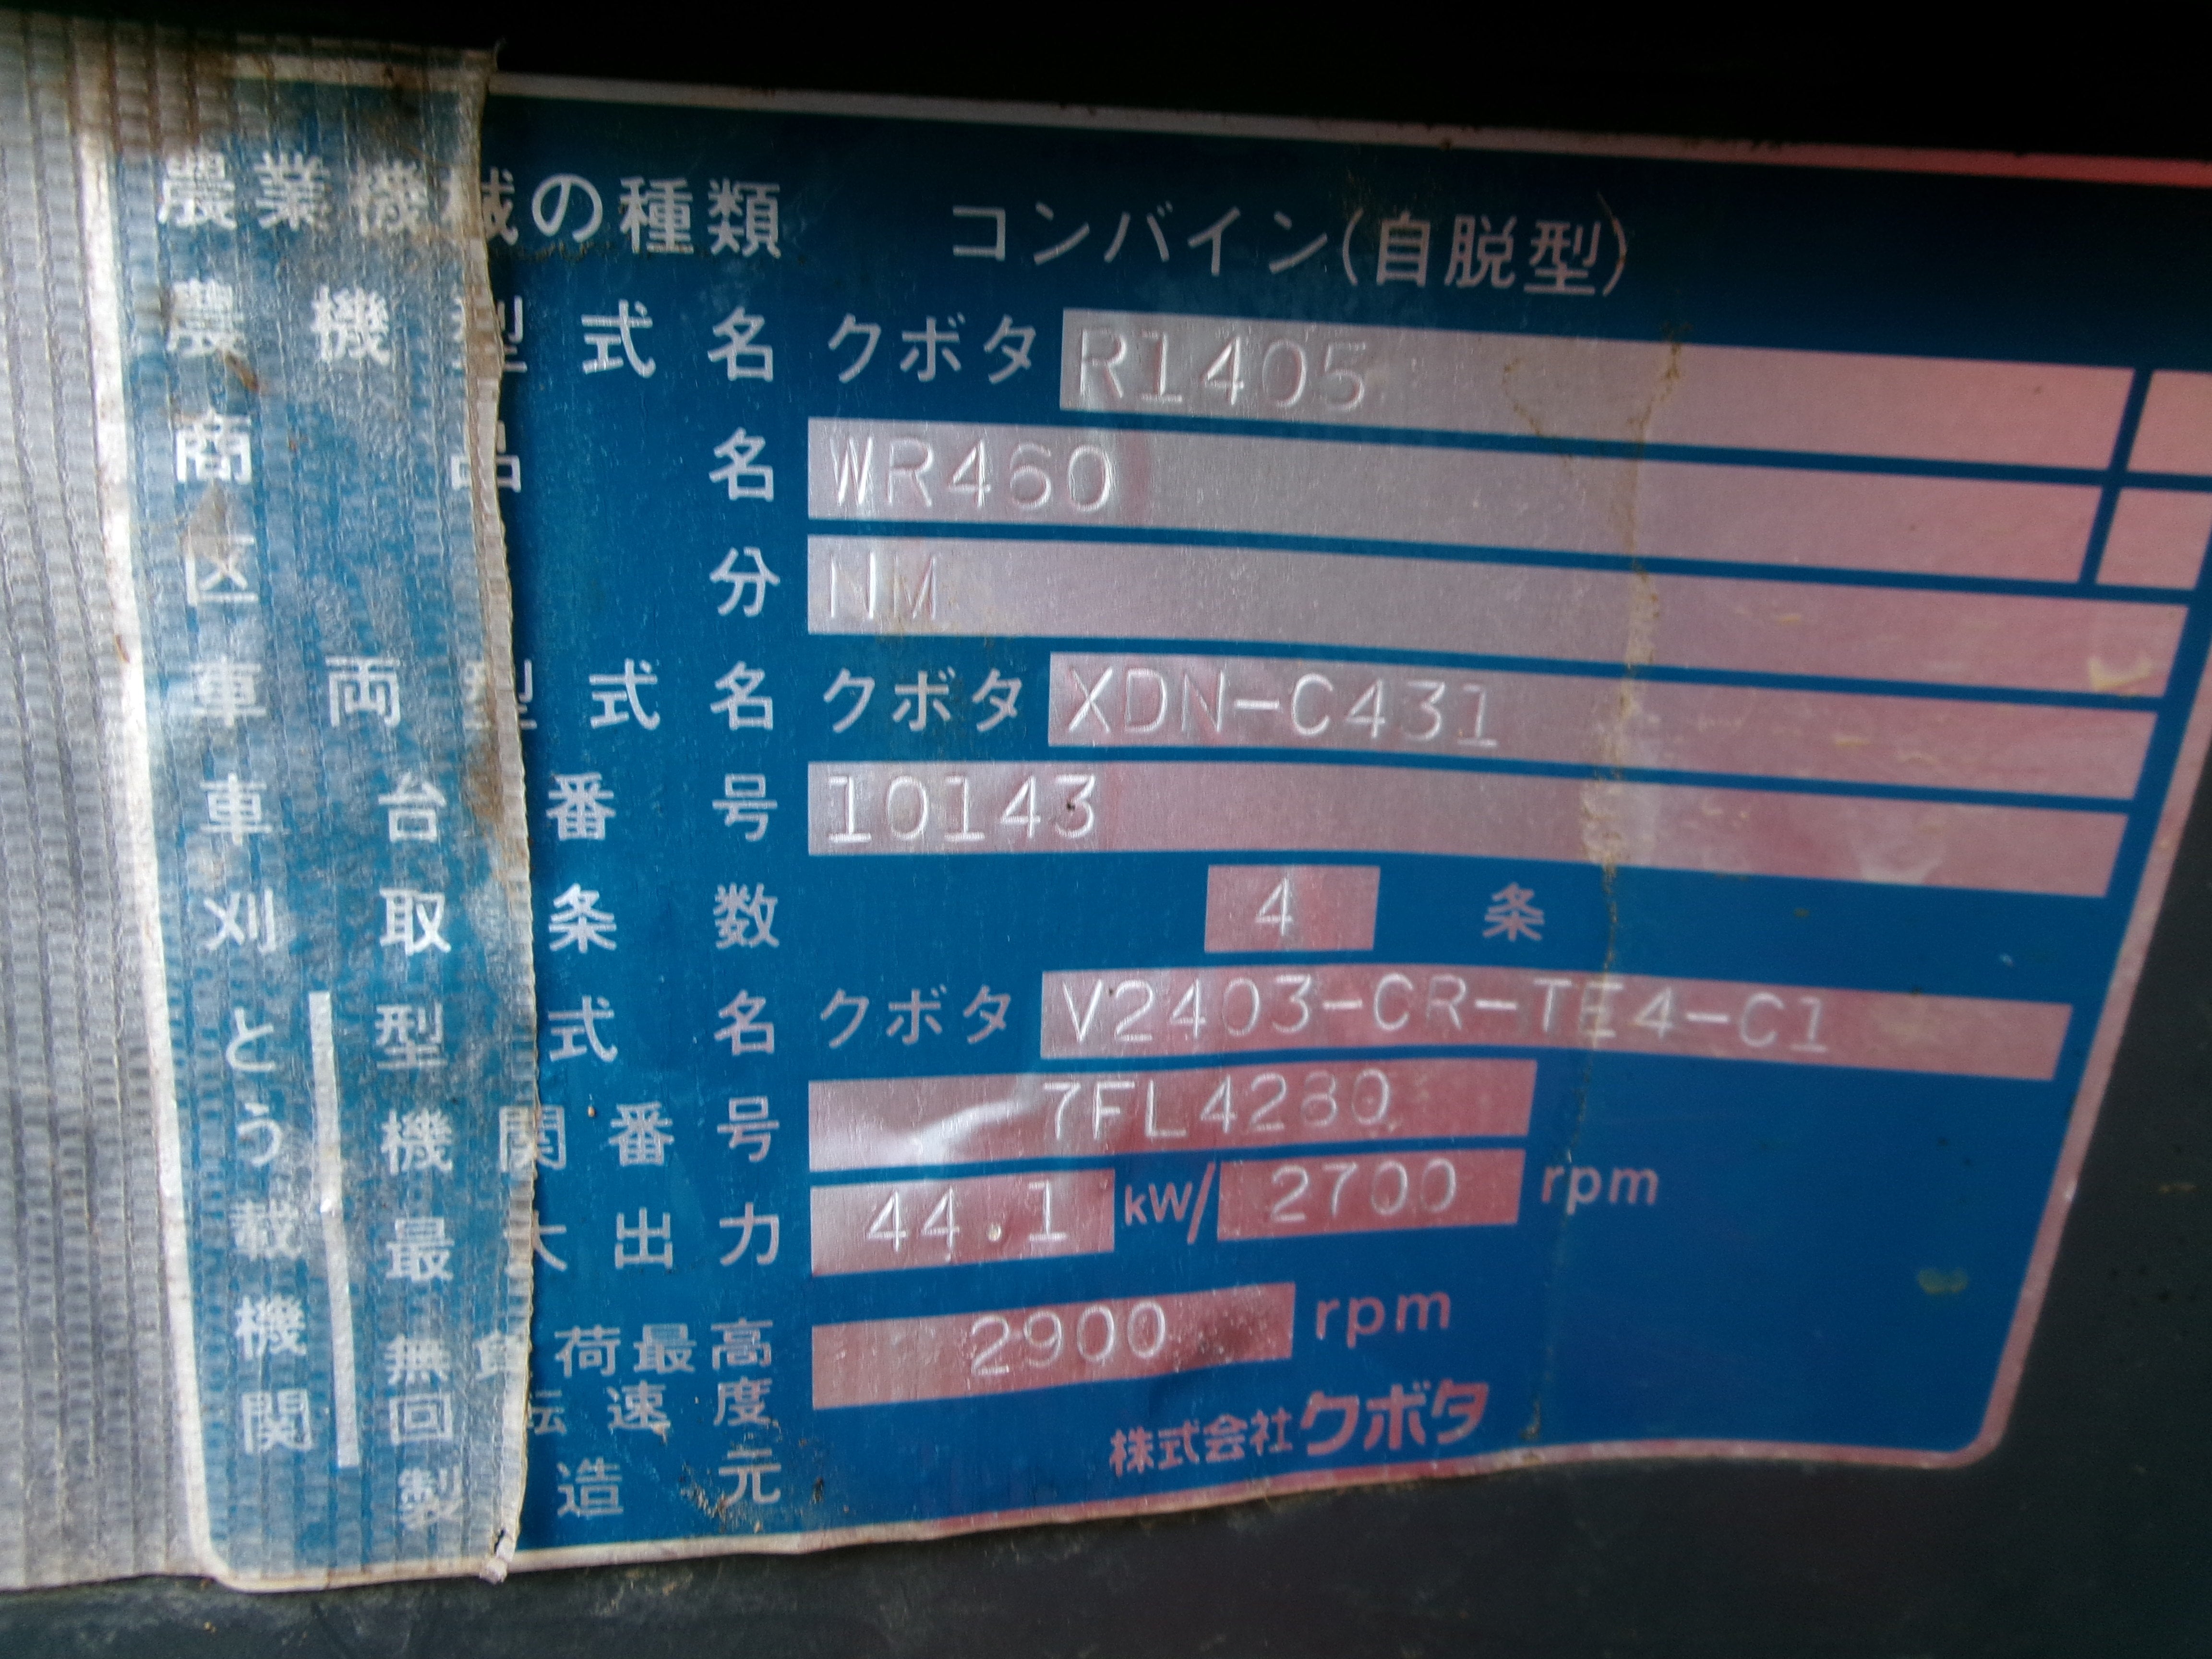 農業機械の種類 コンバイン(自脱型)
農機型式名 クボタ R1405
商品名 WR460
区分 NM
車両型式名 クボタ XDN-C431
車台番号 10143
刈取条数 4 条
とう載機関
型式名 クボタ V2403-CR-TE4-C1
機関番号 7FL4280
最大出力 44.1 kW/ 2700 rpm
無負荷最高回転速度 2900 rpm
製造元 株式会社クボタ